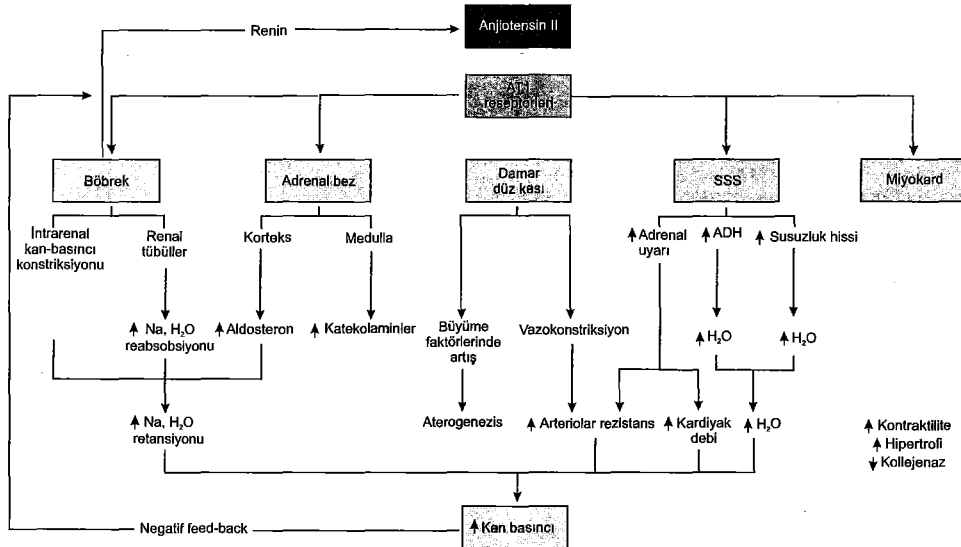 Renin
Anjiotensin II
AT1
reseptörleri
Böbrek
Adrenal bez
Damar
düz kası
SSS
Miyokard
İntrarenal
kan-basıncı
konstriksiyonu
Renal
tübüller
Korteks
Medulla
↑ Adrenal
uyarı
↑ ADH
↑ Susuzluk hissi
↑ Na, H₂O
reabsobsiyonu
↑ Aldosteron
↑ Katekolaminler
Büyüme
faktörlerinde
artış
Vazokonstriksiyon
↑ H₂O
↑ H₂O
↑ Na, H₂O
retansiyonu
Aterogenezis
↑ Arteriolar rezistans
↑ Kardiyak
debi
↑ H₂O
↑ Kontraktilite
↑ Hipertrofi
↓ Kollejenaz
Negatif feed-back
↑ Kan basıncı